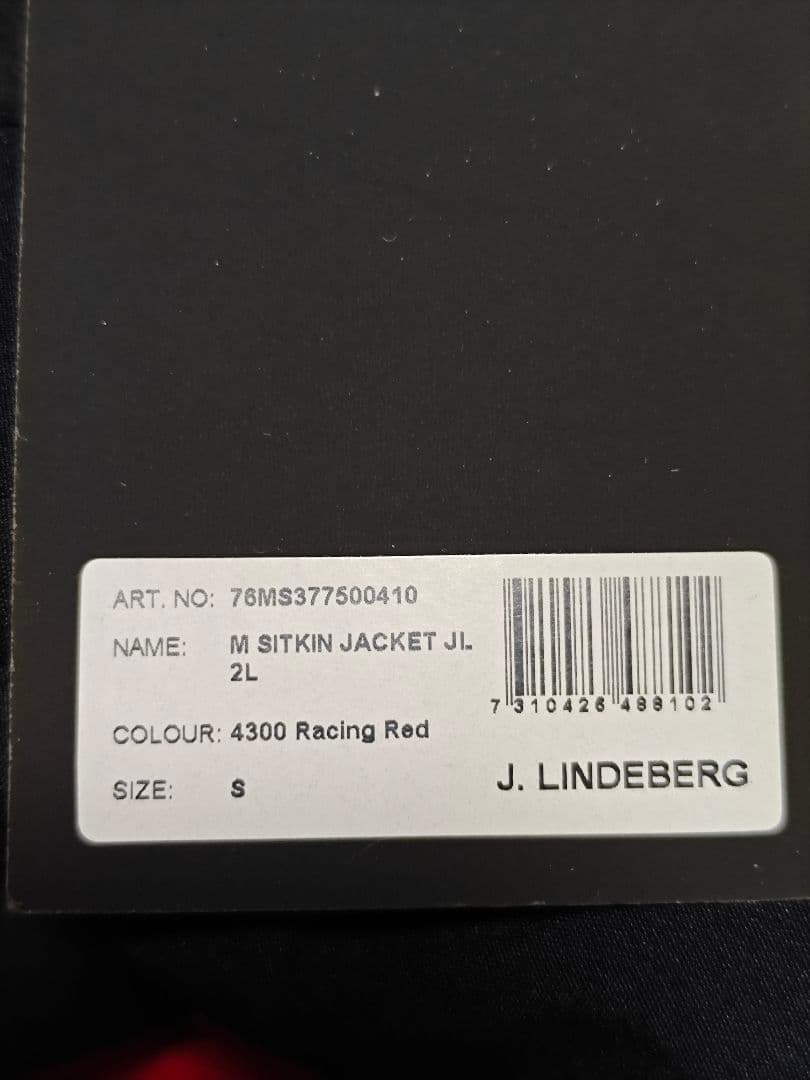 ART. NO: 76MS377500410
NAME: M SITKIN JACKET JL
2L
COLOUR: 4300 Racing Red
SIZE: S
7 310426 488102
J. LINDEBERG